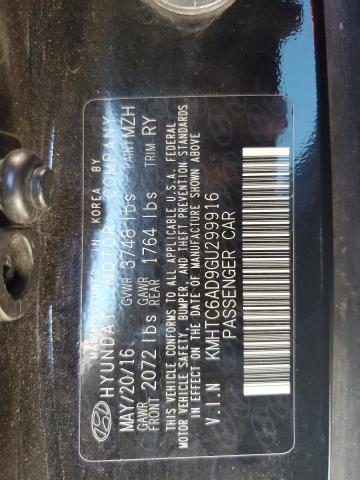 MANUFACTURED IN KOREA BY
HYUNDAI MOTOR COMPANY
MAY/20/16 GVWR 3748 lbs PAINT MZH
GAWR FRONT 2072 lbs GAWR REAR 1764 lbs TRIM RY
THIS VEHICLE CONFORMS TO ALL APPLICABLE U.S.A. FEDERAL
MOTOR VEHICLE SAFETY, BUMPER, AND THEFT PREVENTION STANDARDS
IN EFFECT ON THE DATE OF MANUFACTURE SHOWN ABOVE
V.I.N KMHTC6AD9GU299916
PASSENGER CAR